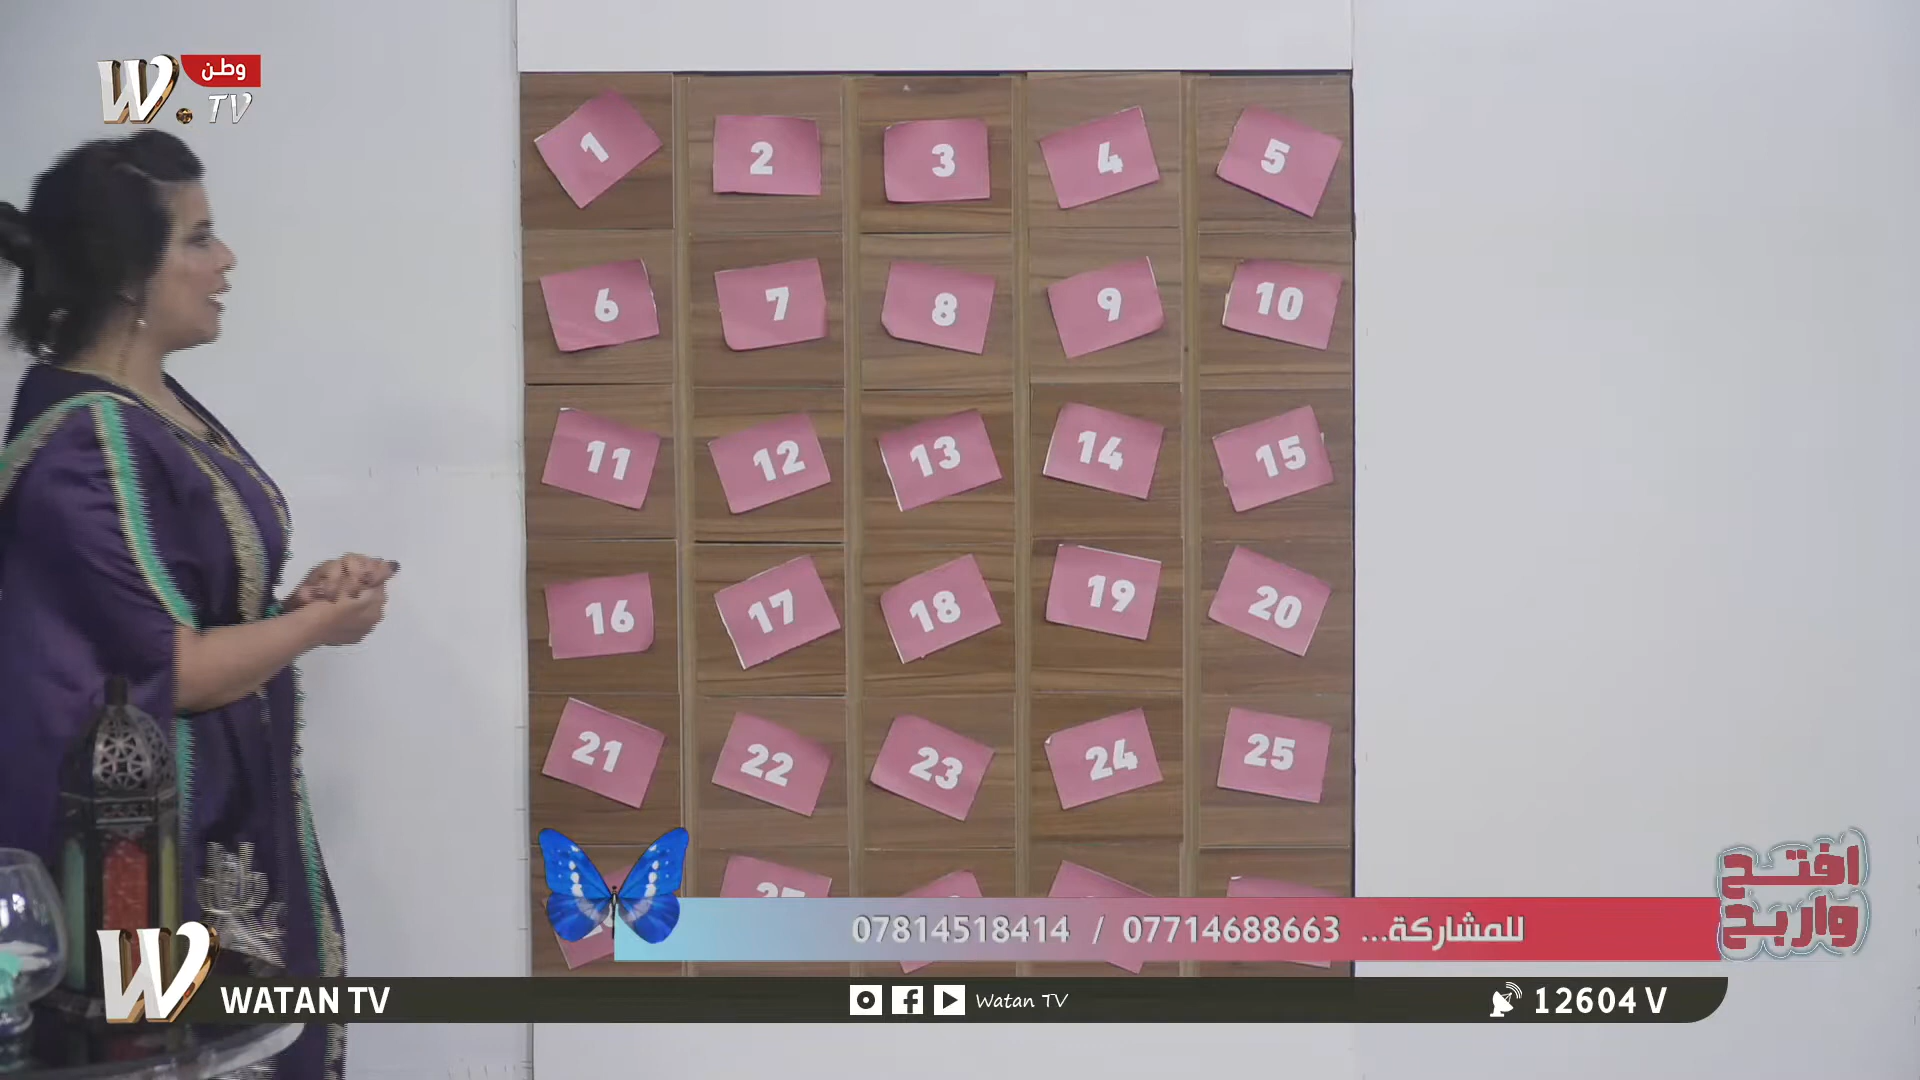 وطن
W.
TV
1 2 3 4 5
6 7 8 9 10
11 12 13 14 15
16 17 18 19 20
21 22 23 24 25
للمشاركة... 07714688663 / 07814518414
افتح
واربح
W WATAN TV
Watan TV
12604 V